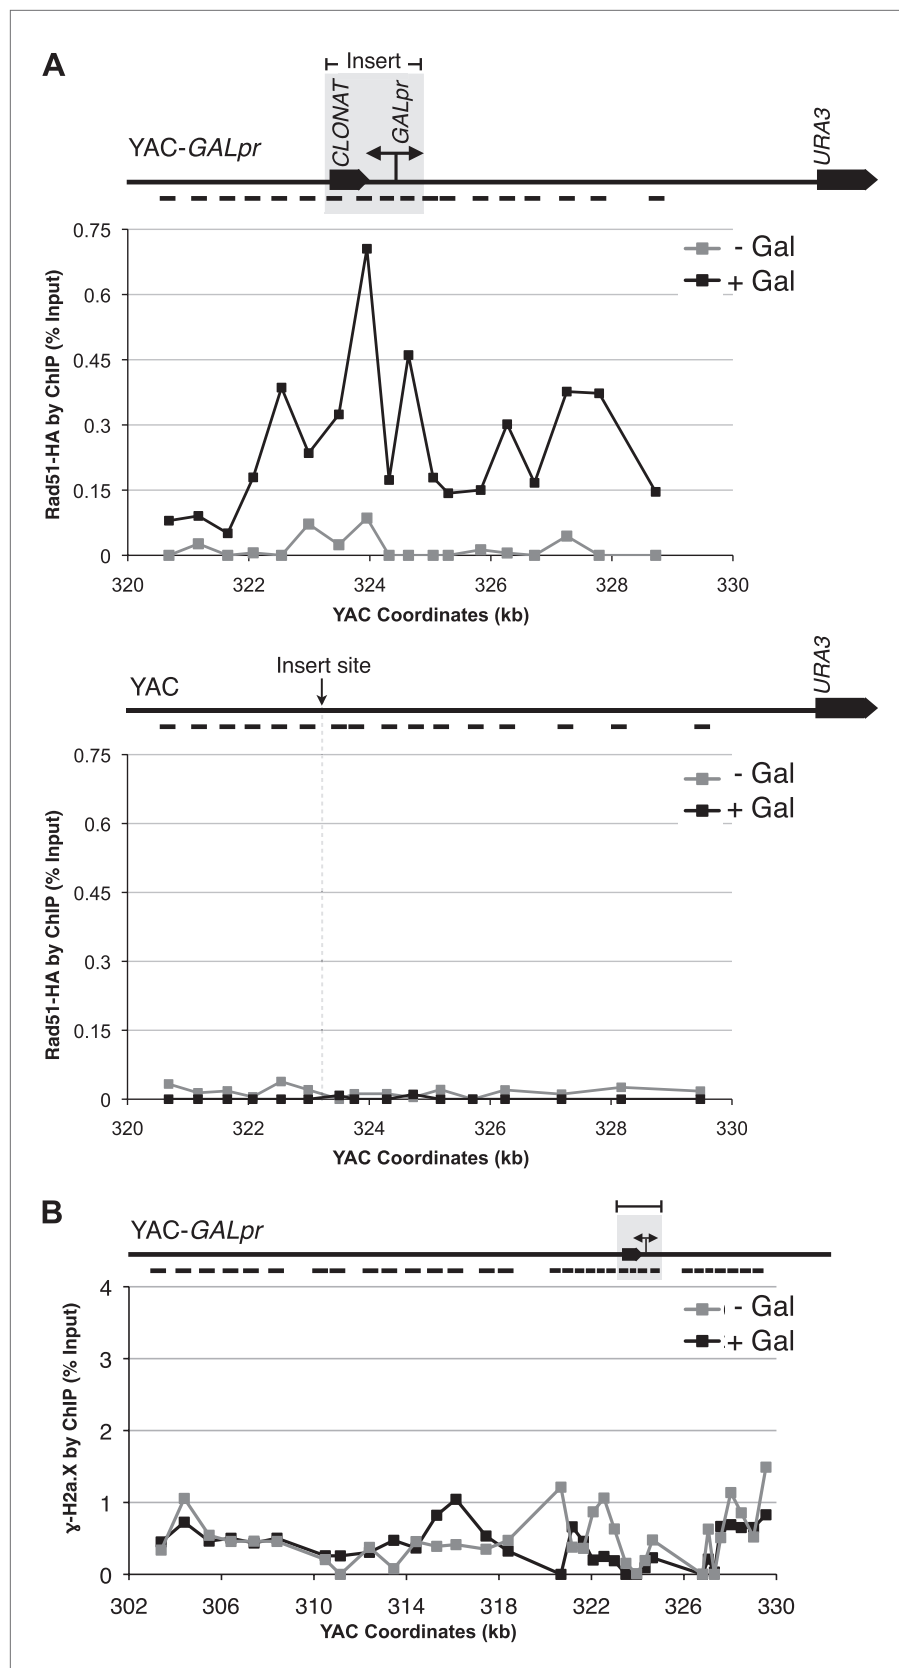 A
Insert
CLONAT
GALpr
URA3
YAC-GALpr
0.75
0.6
0.45
0.3
0.15
0
- Gal
+ Gal
Rad51-HA by ChIP (% Input)
320 322 324 326 328 330
YAC Coordinates (kb)
Insert site
URA3
YAC
0.75
0.6
0.45
0.3
0.15
0
- Gal
+ Gal
Rad51-HA by ChIP (% Input)
320 322 324 326 328 330
YAC Coordinates (kb)
B
YAC-GALpr
4
3
2
1
0
- Gal
+ Gal
γ-H2a.X by ChIP (% Input)
302 306 310 314 318 322 326 330
YAC Coordinates (kb)